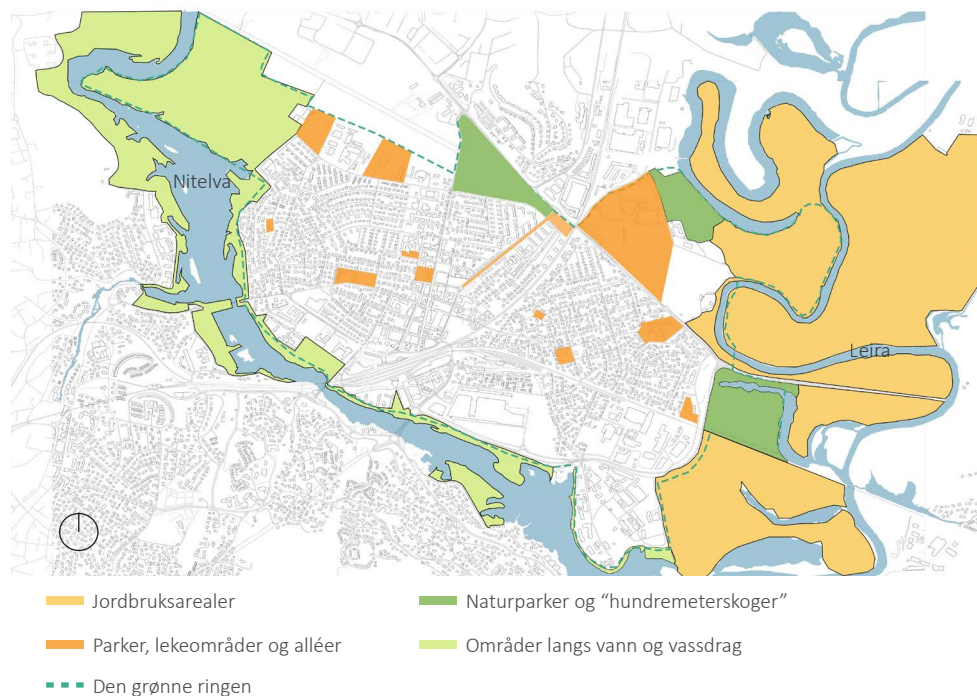 Nitelva
Leira
Jordbruksarealer
Naturparker og “hundremeterskoger”
Parker, lekeområder og alléer
Områder langs vann og vassdrag
Den grønne ringen